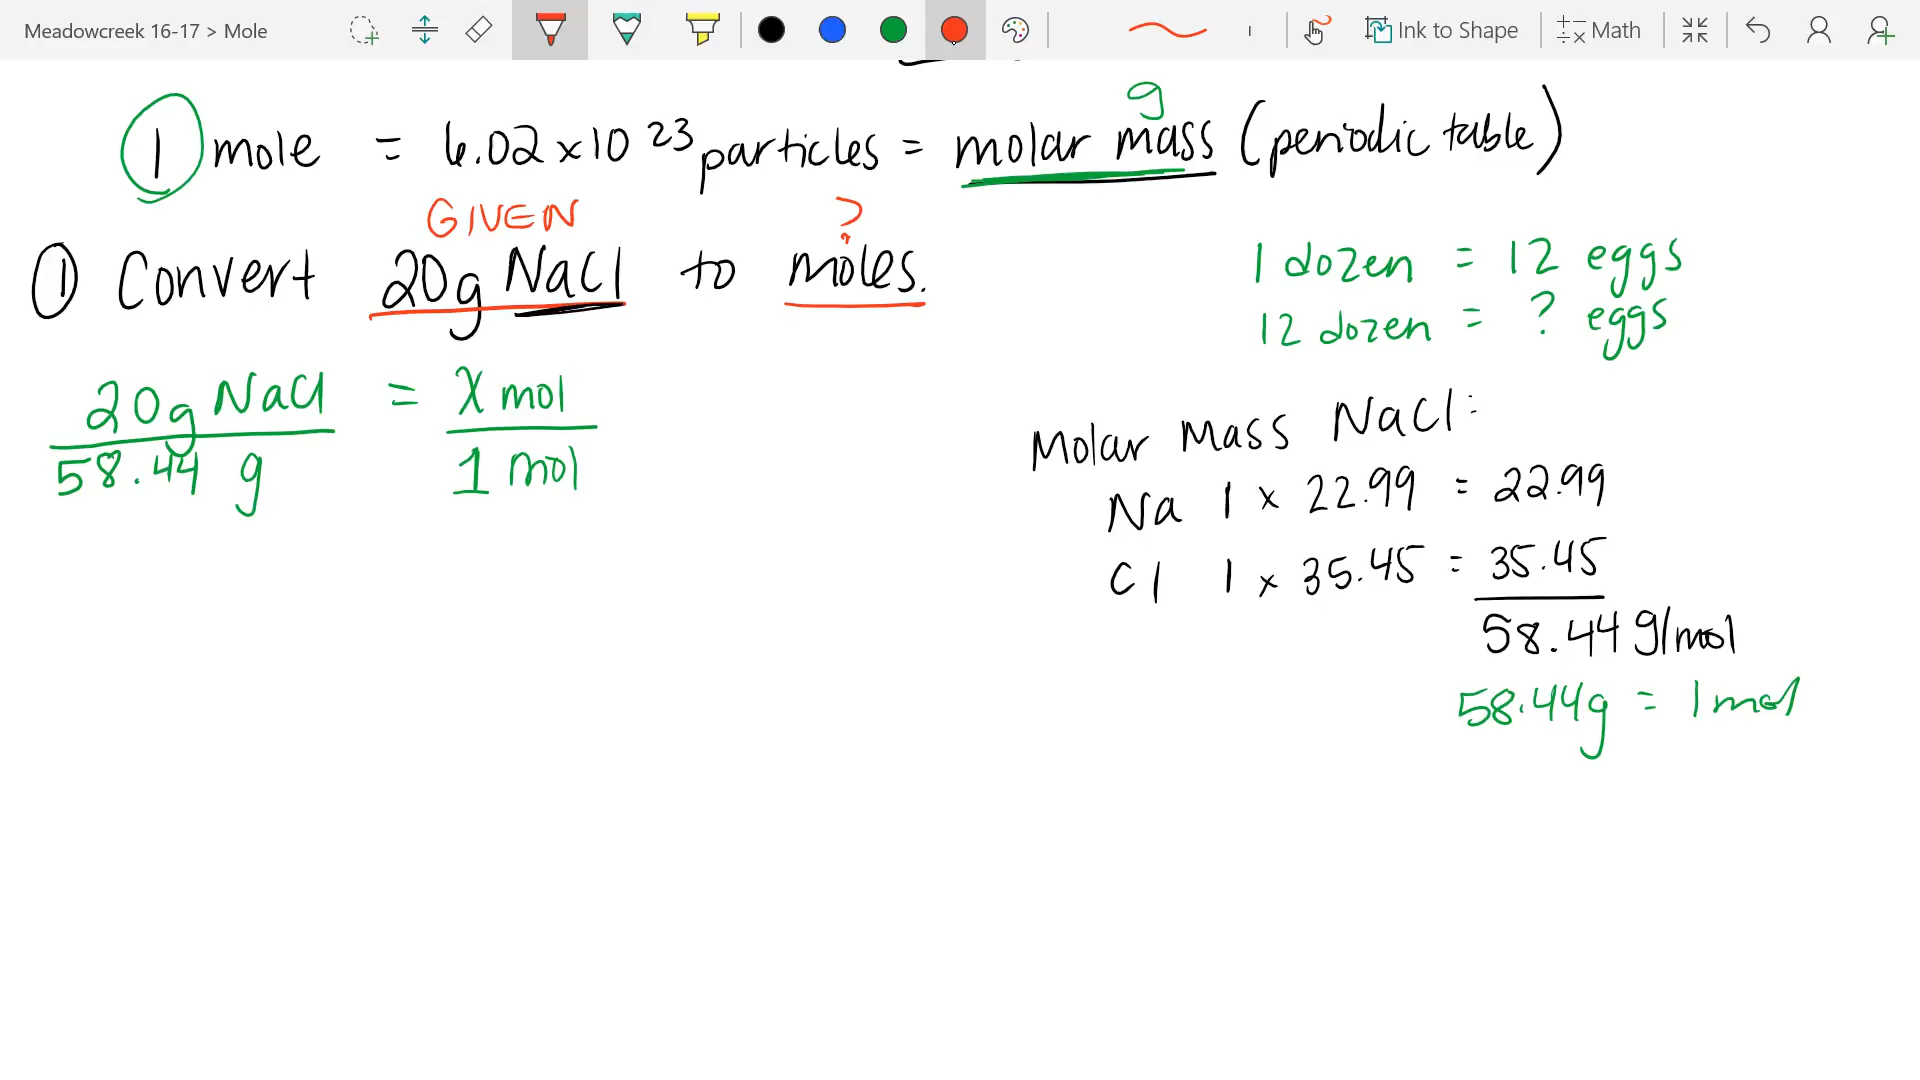 Meadowcreek 16-17 > Mole
Ink to Shape
Math
g
1 mole = 6.02 x 10 23 particles = molar mass (periodic table)
GIVEN ?
① Convert 20g NaCl to moles.
1 dozen = 12 eggs
12 dozen = ? eggs
20g NaCl = X mol
58.44 g 1 mol
Molar Mass NaCl:
Na 1 x 22.99 = 22.99
Cl 1 x 35.45 = 35.45
58.44 g/mol
58.44g = 1 mol